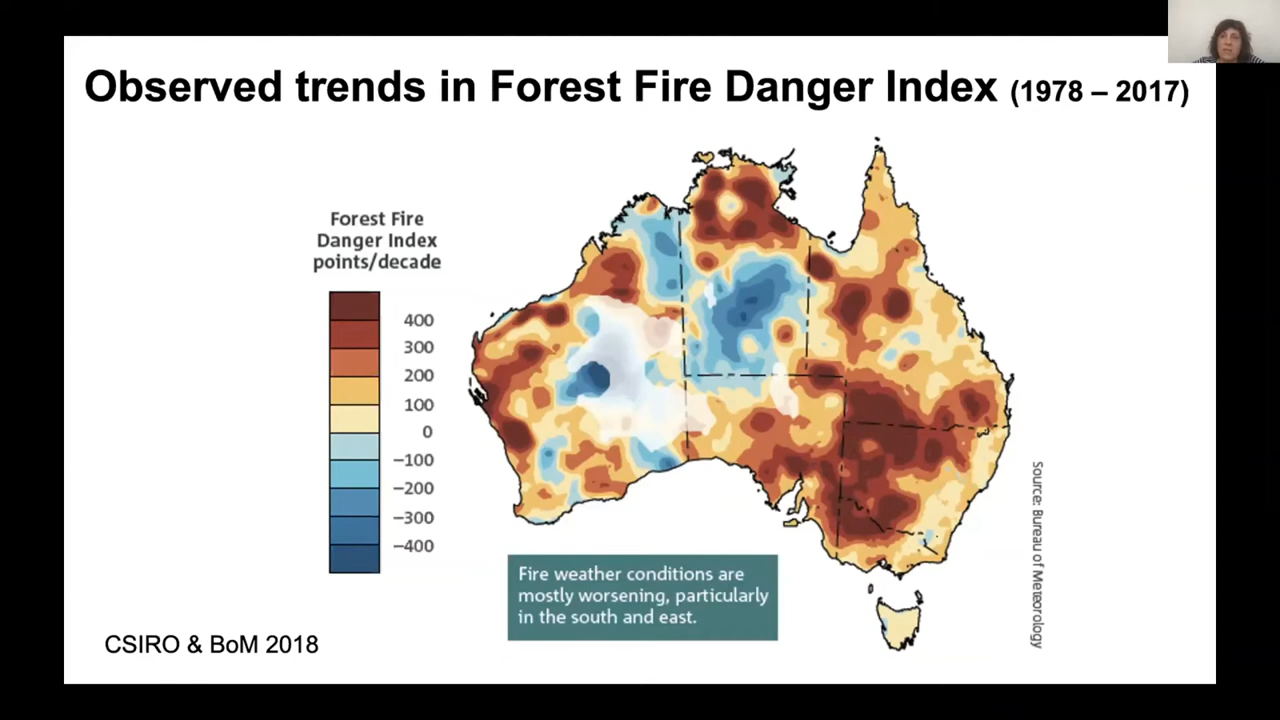 Observed trends in Forest Fire Danger Index (1978 – 2017)
Forest Fire
Danger Index
points/decade
400
300
200
100
0
−100
−200
−300
−400
Fire weather conditions are
mostly worsening, particularly
in the south and east.
Source: Bureau of Meteorology
CSIRO & BoM 2018